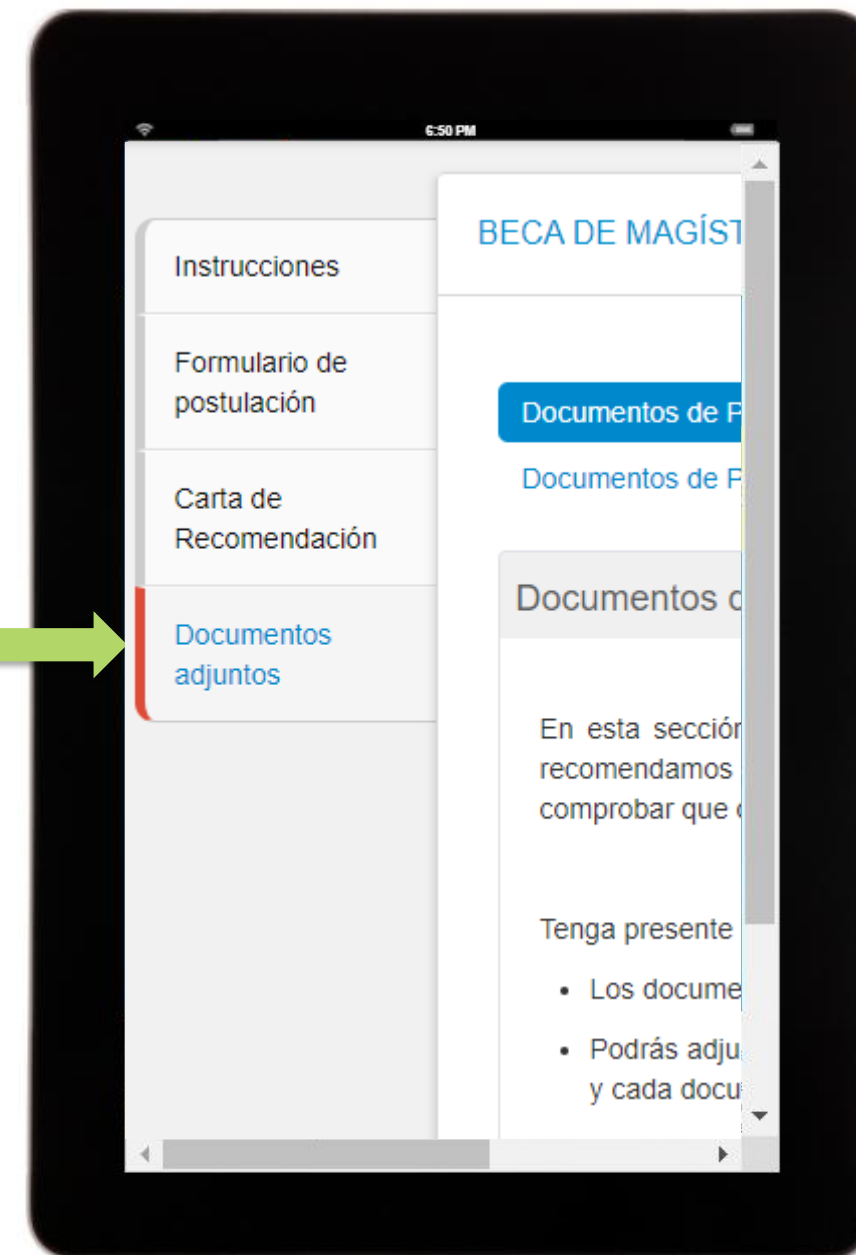 6:50 PM
Instrucciones
Formulario de
postulación
Carta de
Recomendación
Documentos
adjuntos
BECA DE MAGÍST
Documentos de P
Documentos de P
Documentos
En esta sección
recomendamos
comprobar que
Tenga presente
• Los docume
• Podrás adju
y cada docu